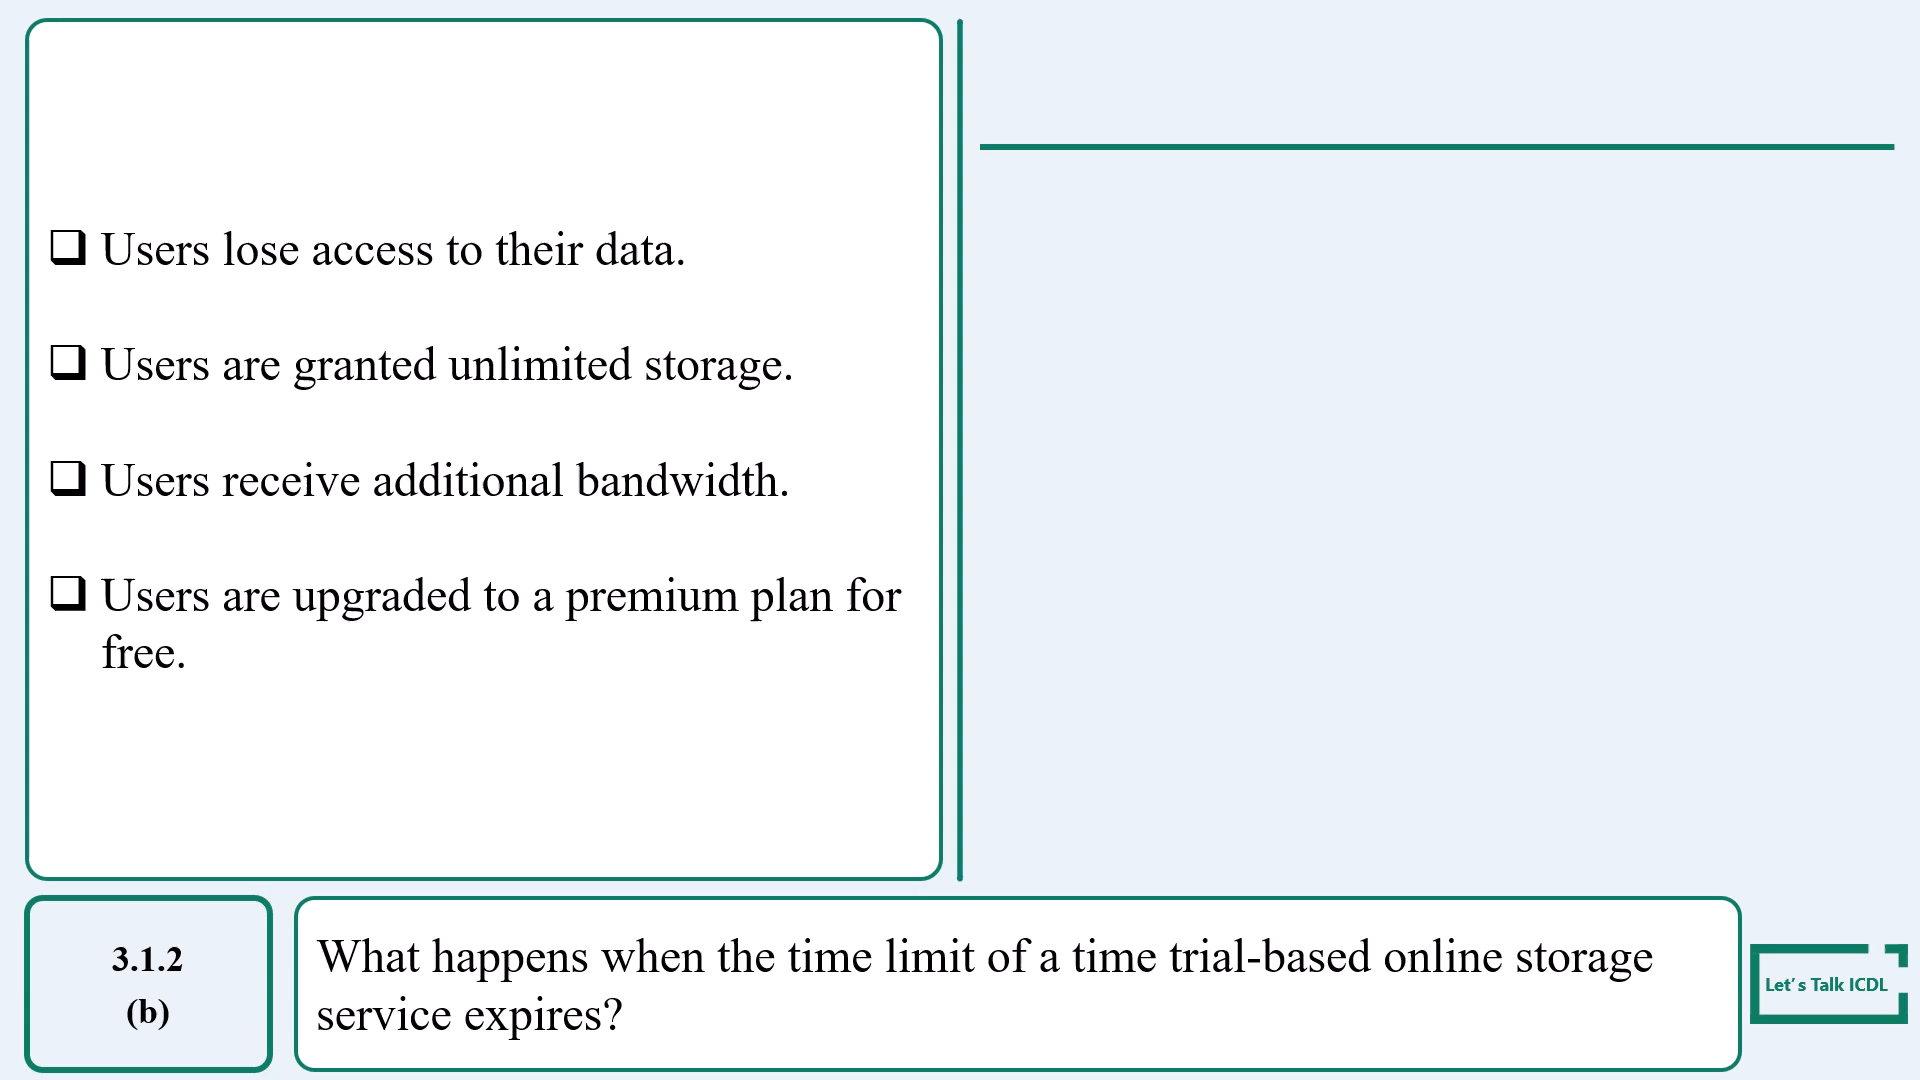 ❑ Users lose access to their data.
❑ Users are granted unlimited storage.
❑ Users receive additional bandwidth.
❑ Users are upgraded to a premium plan for
free.
3.1.2
(b)
What happens when the time limit of a time trial-based online storage
service expires?
Let’s Talk ICDL